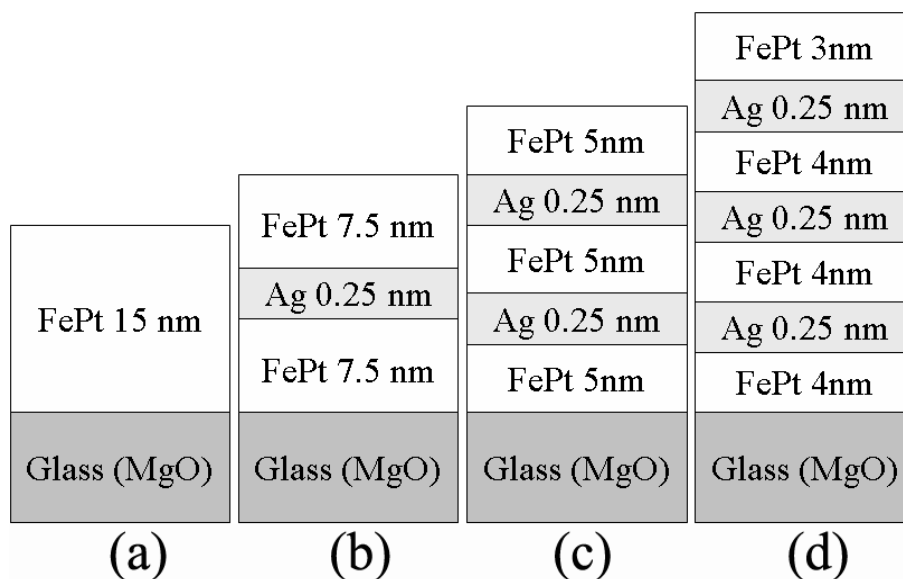 FePt 15 nm
Glass (MgO)
(a)
FePt 7.5 nm
Ag 0.25 nm
FePt 7.5 nm
Glass (MgO)
(b)
FePt 5nm
Ag 0.25 nm
FePt 5nm
Ag 0.25 nm
FePt 5nm
Glass (MgO)
(c)
FePt 3nm
Ag 0.25 nm
FePt 4nm
Ag 0.25 nm
FePt 4nm
Ag 0.25 nm
FePt 4nm
Glass (MgO)
(d)